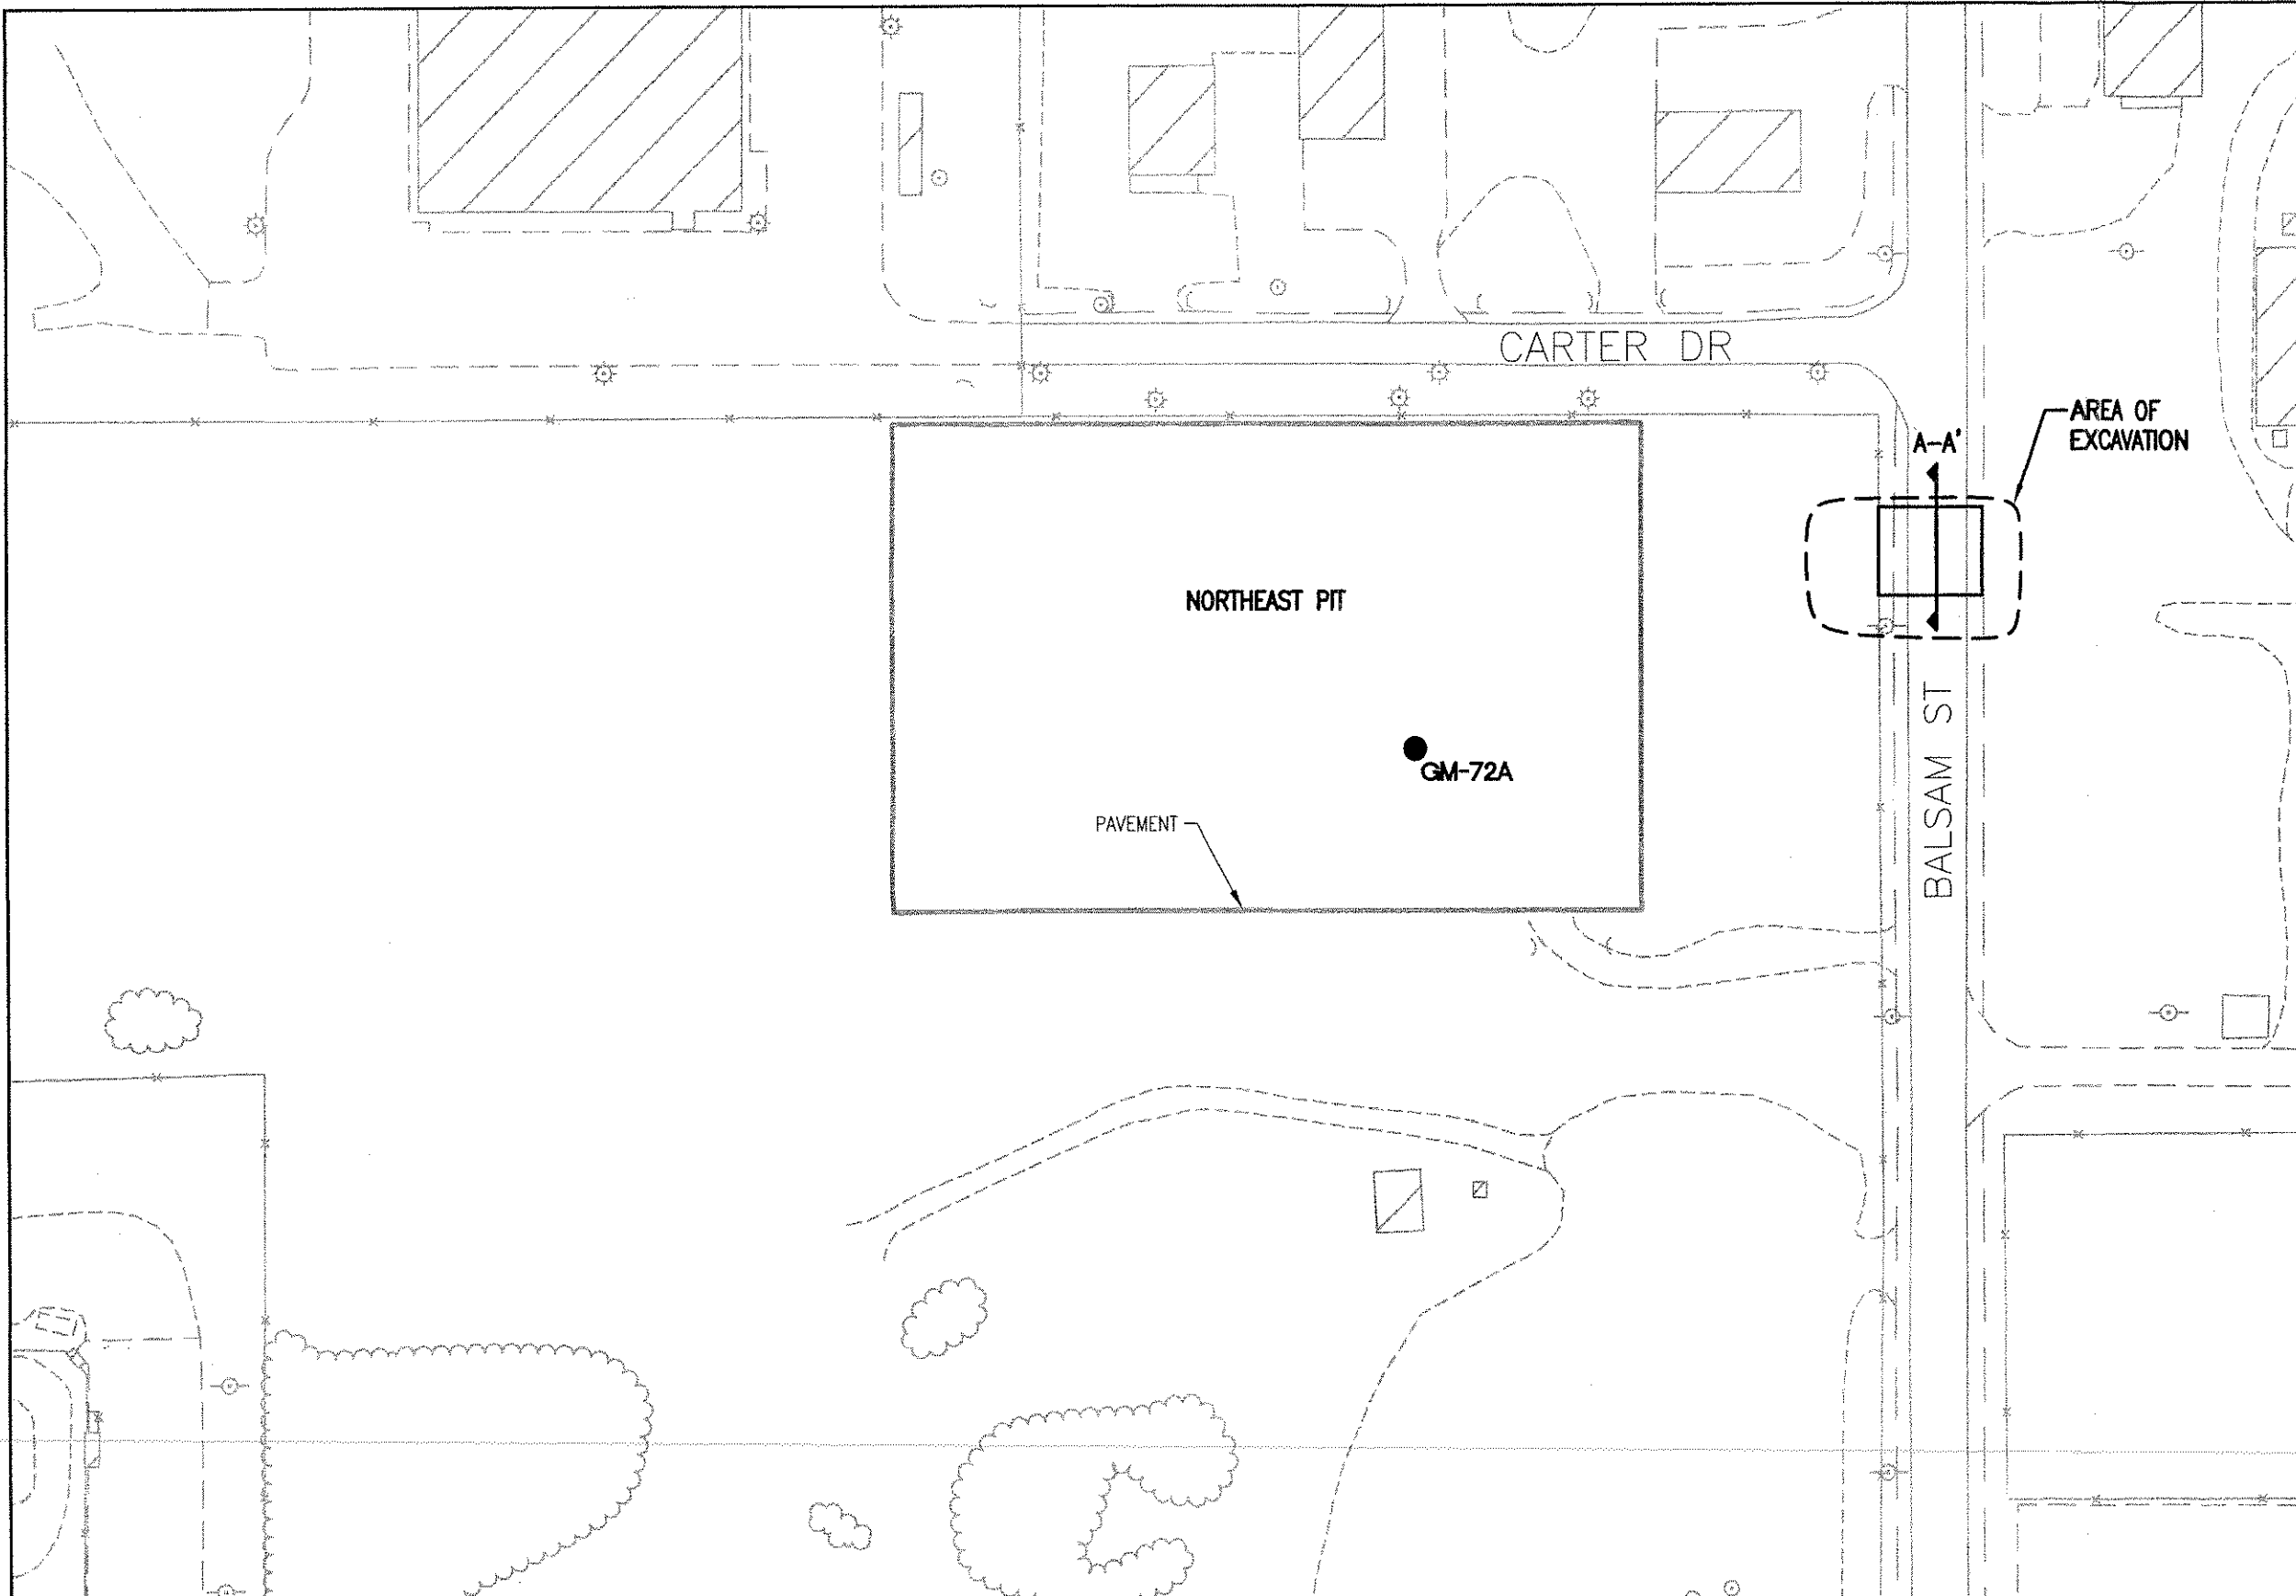 CARTER DR
AREA OF
EXCAVATION
A-A'
NORTHEAST PIT
GM-72A
PAVEMENT
BALSAM ST